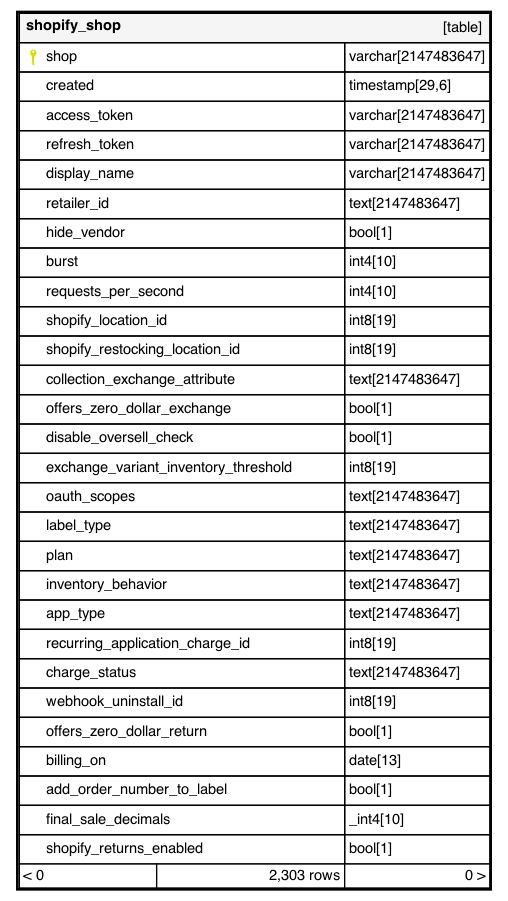 shopify_shop [table]
shop varchar[2147483647]
created timestamp[29,6]
access_token varchar[2147483647]
refresh_token varchar[2147483647]
display_name varchar[2147483647]
retailer_id text[2147483647]
hide_vendor bool[1]
burst int4[10]
requests_per_second int4[10]
shopify_location_id int8[19]
shopify_restocking_location_id int8[19]
collection_exchange_attribute text[2147483647]
offers_zero_dollar_exchange bool[1]
disable_oversell_check bool[1]
exchange_variant_inventory_threshold int8[19]
oauth_scopes text[2147483647]
label_type text[2147483647]
plan text[2147483647]
inventory_behavior text[2147483647]
app_type text[2147483647]
recurring_application_charge_id int8[19]
charge_status text[2147483647]
webhook_uninstall_id int8[19]
offers_zero_dollar_return bool[1]
billing_on date[13]
add_order_number_to_label bool[1]
final_sale_decimals _int4[10]
shopify_returns_enabled bool[1]
< 0 2,303 rows 0 >